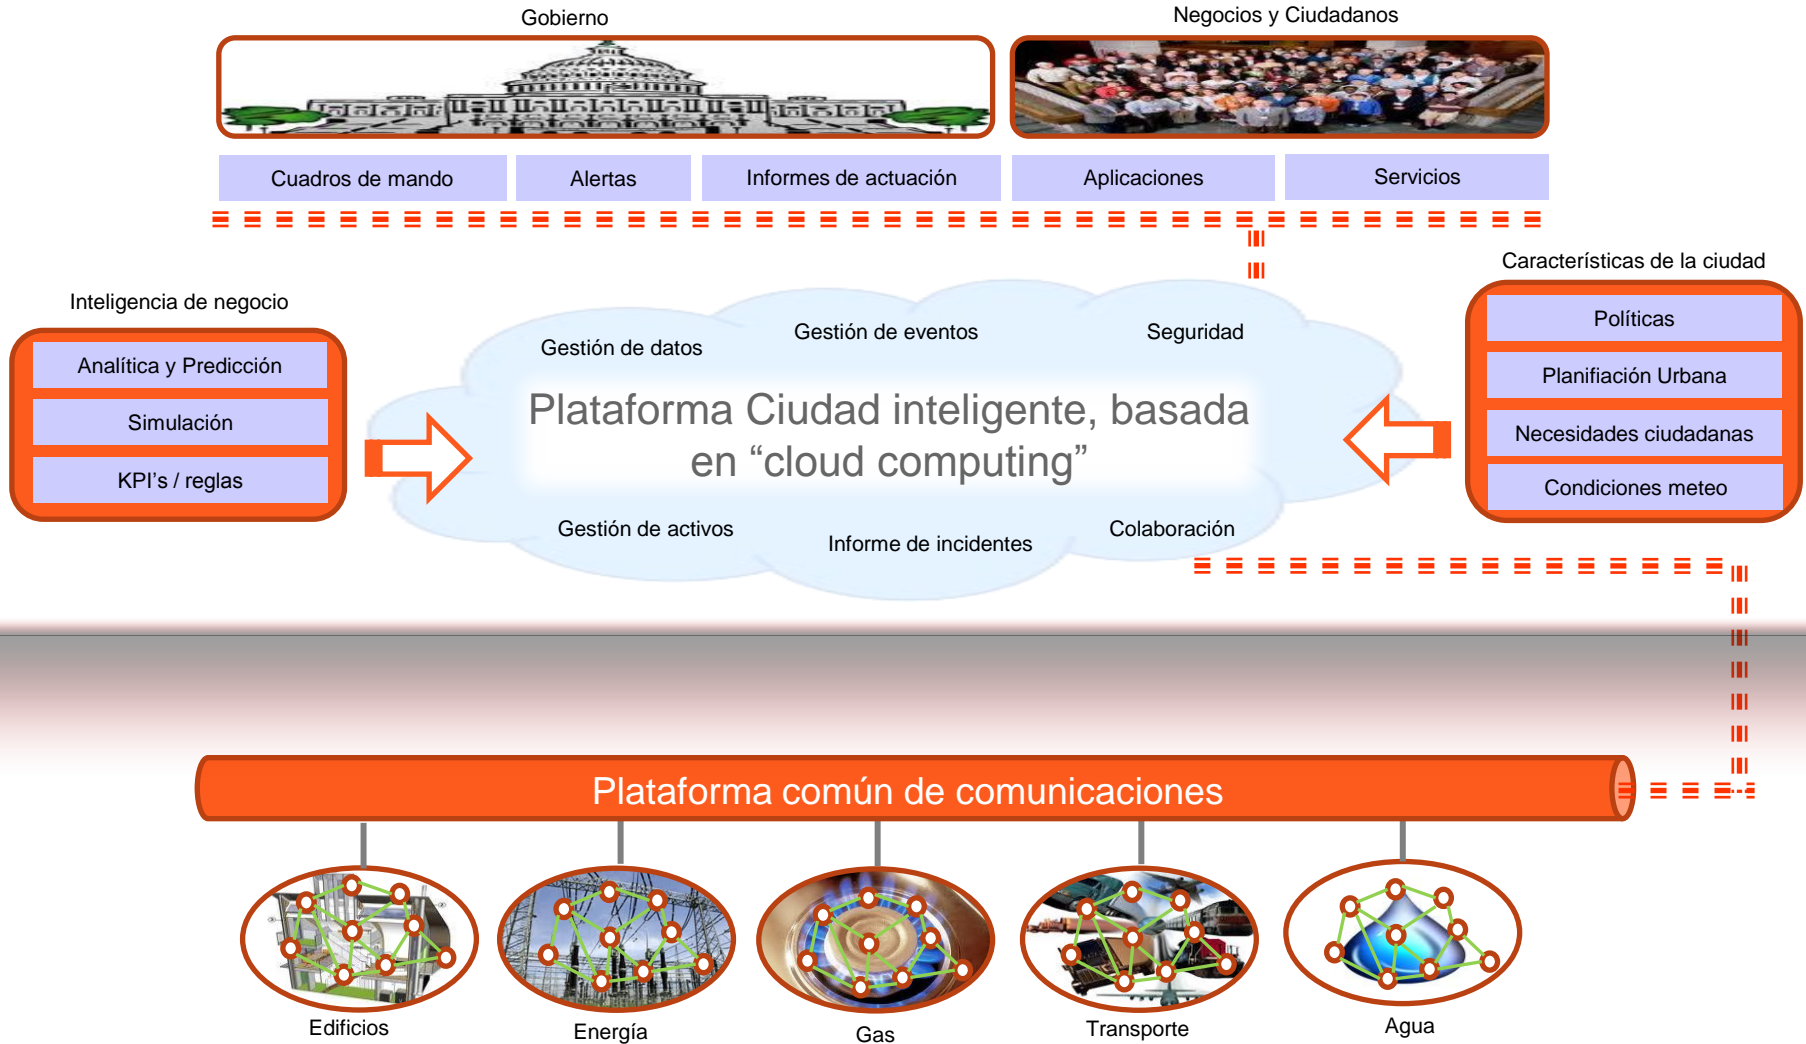 Gobierno
Negocios y Ciudadanos
Cuadros de mando
Alertas
Informes de actuación
Aplicaciones
Servicios
Inteligencia de negocio
Analítica y Predicción
Simulación
KPI's / reglas
Gestión de datos
Gestión de eventos
Seguridad
Plataforma Ciudad inteligente, basada
en “cloud computing”
Gestión de activos
Informe de incidentes
Colaboración
Características de la ciudad
Políticas
Planifiación Urbana
Necesidades ciudadanas
Condiciones meteo
Plataforma común de comunicaciones
Edificios
Energía
Gas
Transporte
Agua